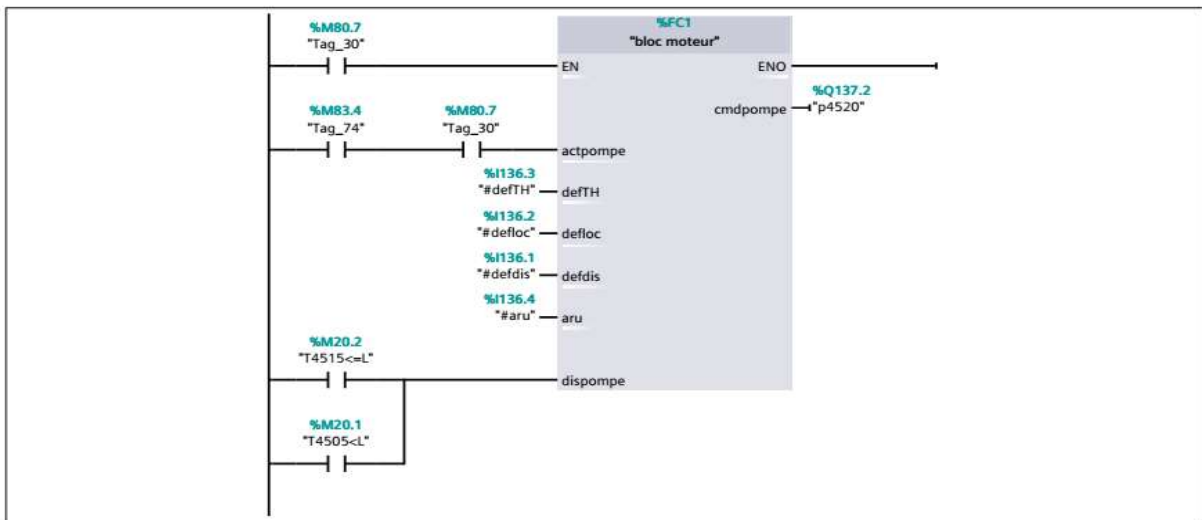 %M80.7
"Tag_30"
%FC1
"bloc moteur"
EN
ENO
%Q137.2
cmdpompe
"p4520"
%M83.4
"Tag_74"
%M80.7
"Tag_30"
actpompe
%I136.3
"#defTH"
defTH
%I136.2
"#defloc"
defloc
%I136.1
"#defdis"
defdis
%I136.4
"#aru"
aru
%M20.2
"T4515<=L"
dispompe
%M20.1
"T4505<L"